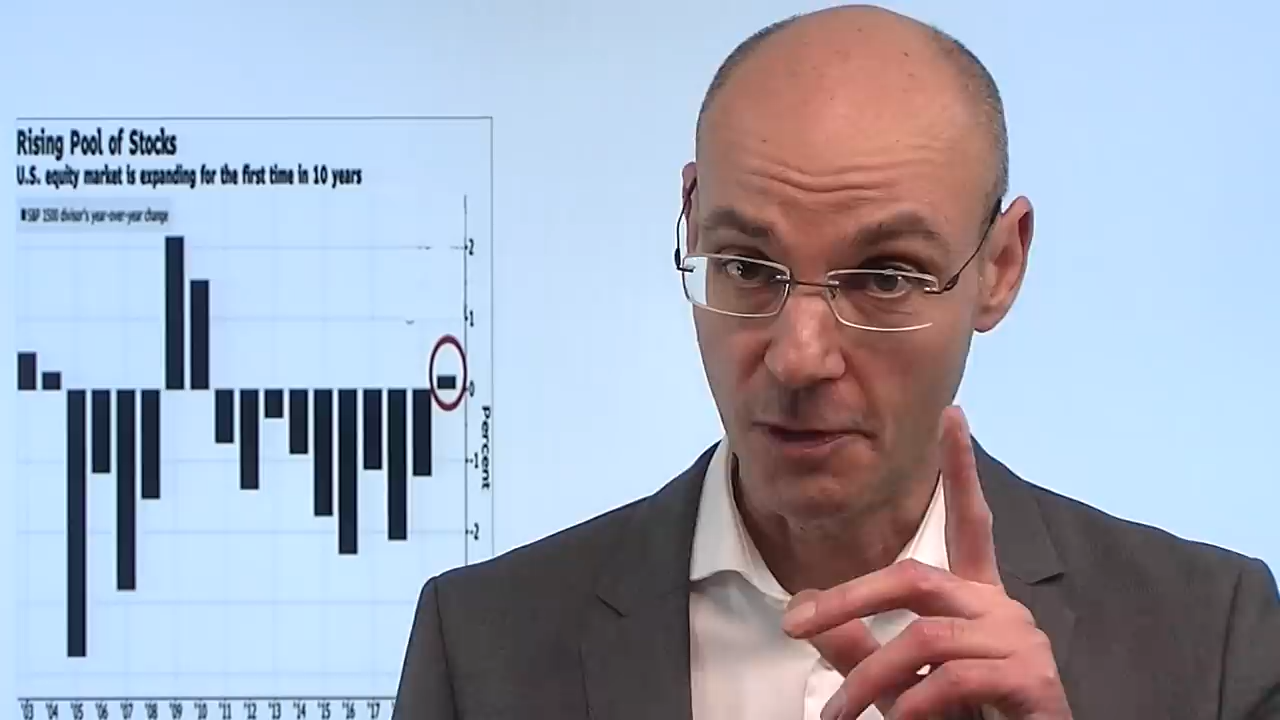 Rising Pool of Stocks
U.S. equity market is expanding for the first time in 10 years
S&P 1500 divisor's year-over-year change
2
1
0
-1
-2
Percent
'03 '04 '05 '06 '07 '08 '09 '10 '11 '12 '13 '14 '15 '16 '17